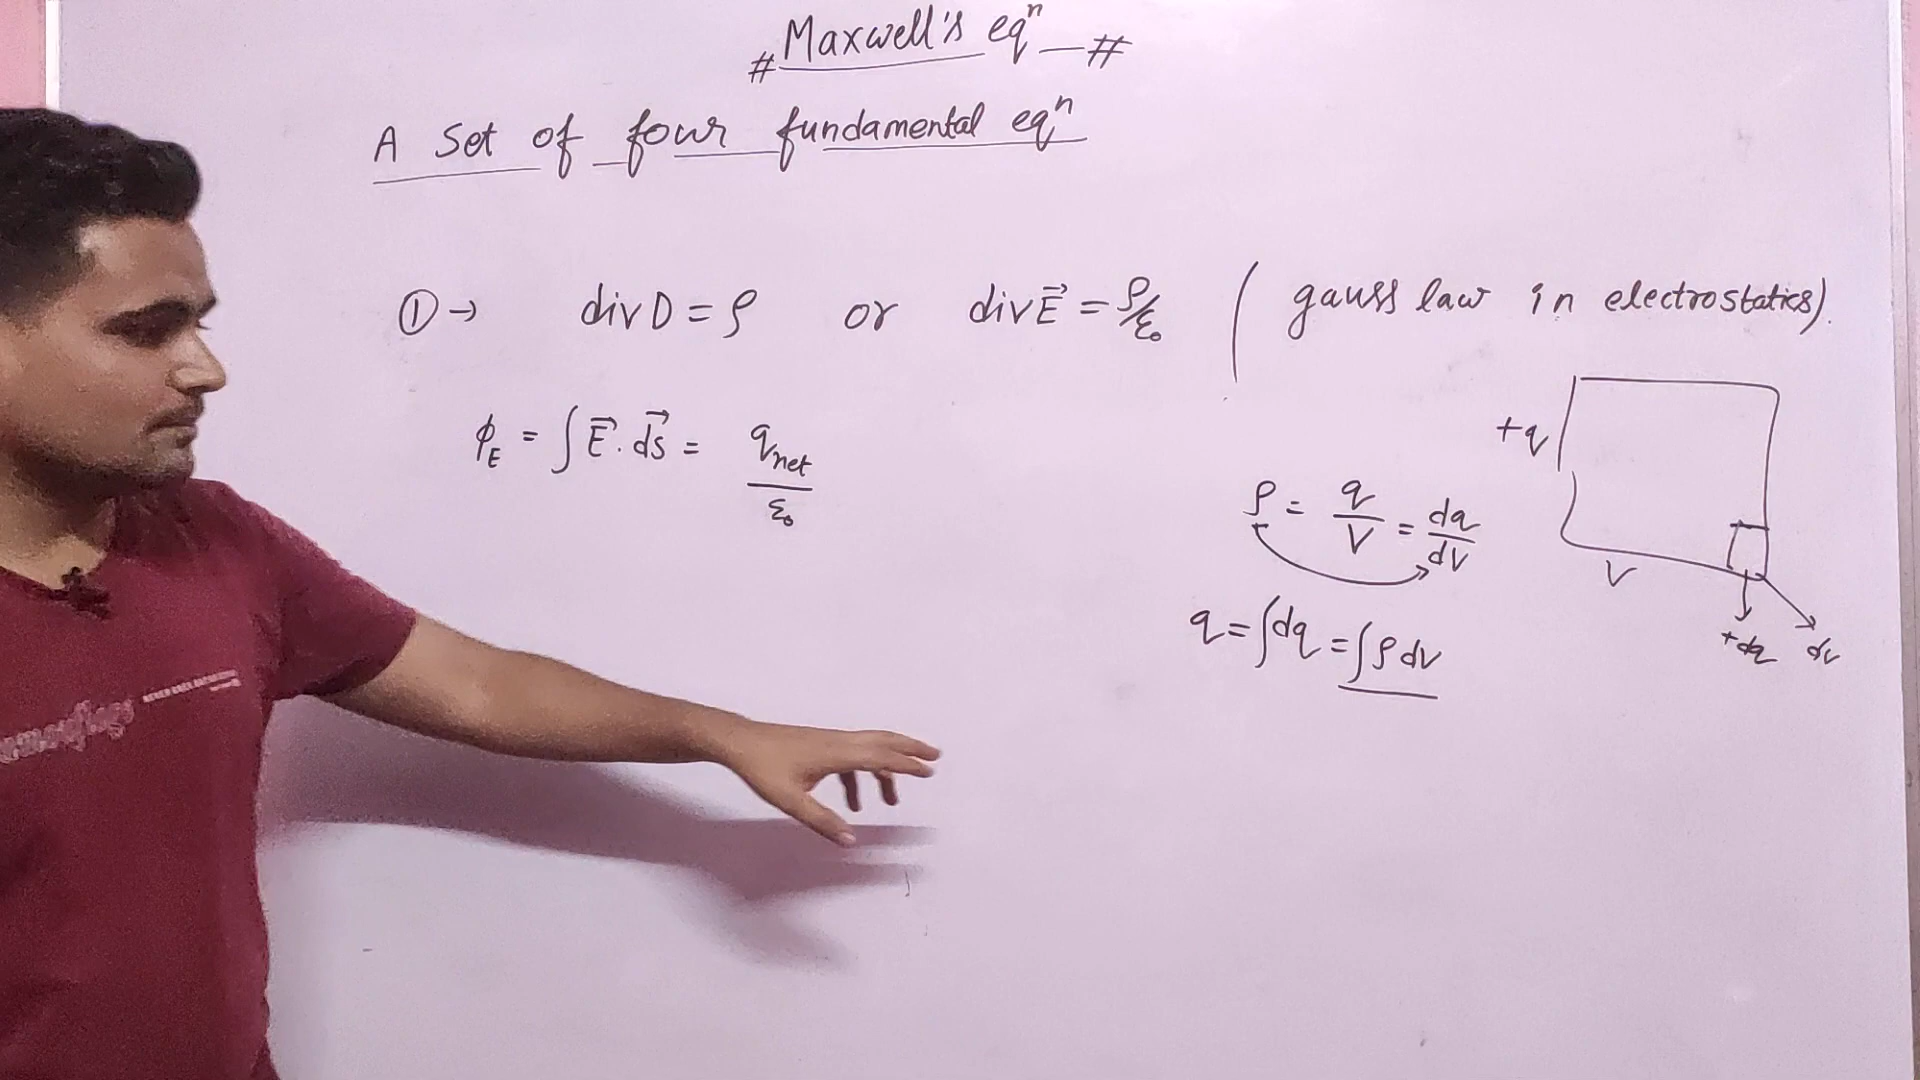 # Maxwell's eqⁿ — #
A Set of four fundamental eqⁿ
① → div D = ρ or div E⃗ = ρ/ε₀ ( gauss law in electrostatics).
ϕ_E = ∫ E⃗ . d⃗s = q_net / ε₀
+q
ρ = q/V = dq/dV
V
+dq dv
q = ∫dq = ∫ρ dv